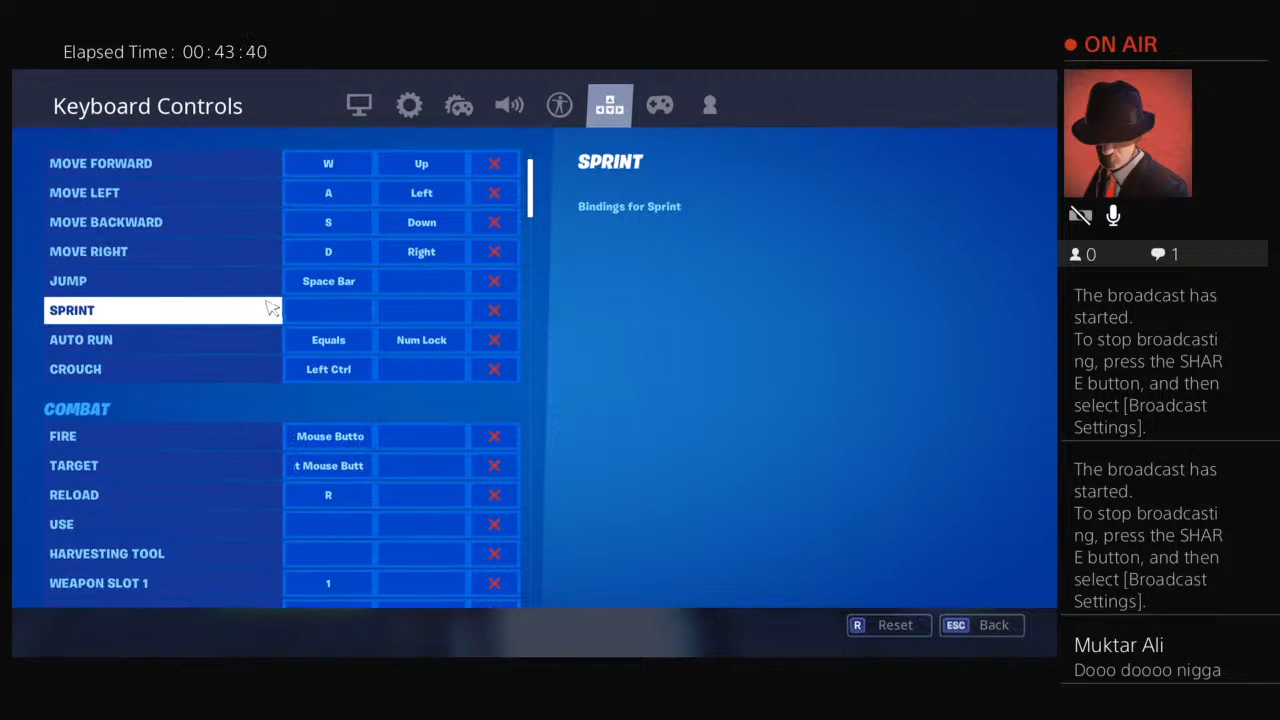 Elapsed Time: 00:43:40
ON AIR
Keyboard Controls
MOVE FORWARD W Up
MOVE LEFT A Left
MOVE BACKWARD S Down
MOVE RIGHT D Right
JUMP Space Bar
SPRINT
AUTO RUN Equals Num Lock
CROUCH Left Ctrl
COMBAT
FIRE Mouse Butto
TARGET t Mouse Butt
RELOAD R
USE
HARVESTING TOOL
WEAPON SLOT 1 1
SPRINT
Bindings for Sprint
R Reset ESC Back
0 1
The broadcast has
started.
To stop broadcasti
ng, press the SHAR
E button, and then
select [Broadcast
Settings].
The broadcast has
started.
To stop broadcasti
ng, press the SHAR
E button, and then
select [Broadcast
Settings].
Muktar Ali
Dooo doooo nigga